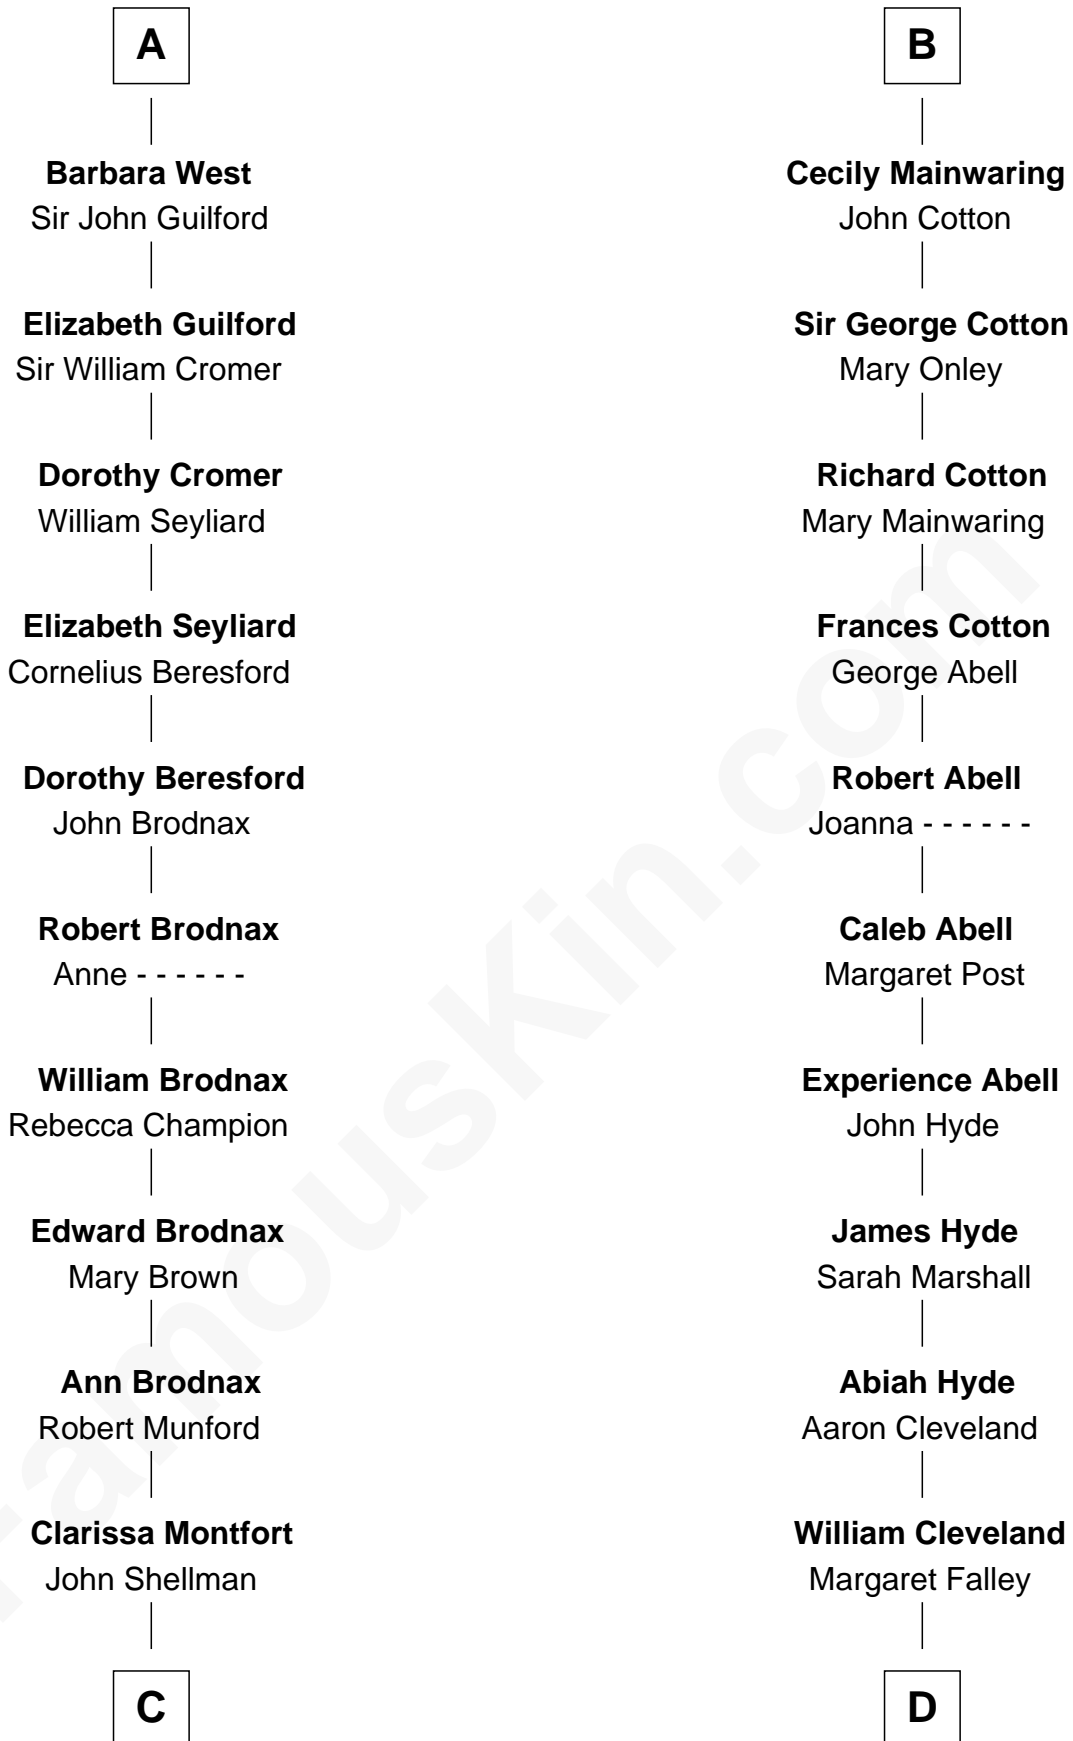 A
Barbara West
Sir John Guilford
Elizabeth Guilford
Sir William Cromer
Dorothy Cromer
William Seyliard
Elizabeth Seyliard
Cornelius Beresford
Dorothy Beresford
John Brodnax
Robert Brodnax
Anne - - - - - -
William Brodnax
Rebecca Champion
Edward Brodnax
Mary Brown
Ann Brodnax
Robert Munford
Clarissa Montfort
John Shellman
C
B
Cecily Mainwaring
John Cotton
Sir George Cotton
Mary Onley
Richard Cotton
Mary Mainwaring
Frances Cotton
George Abell
Robert Abell
Joanna - - - - - -
Caleb Abell
Margaret Post
Experience Abell
John Hyde
James Hyde
Sarah Marshall
Abiah Hyde
Aaron Cleveland
William Cleveland
Margaret Falley
D
FamousKin.com